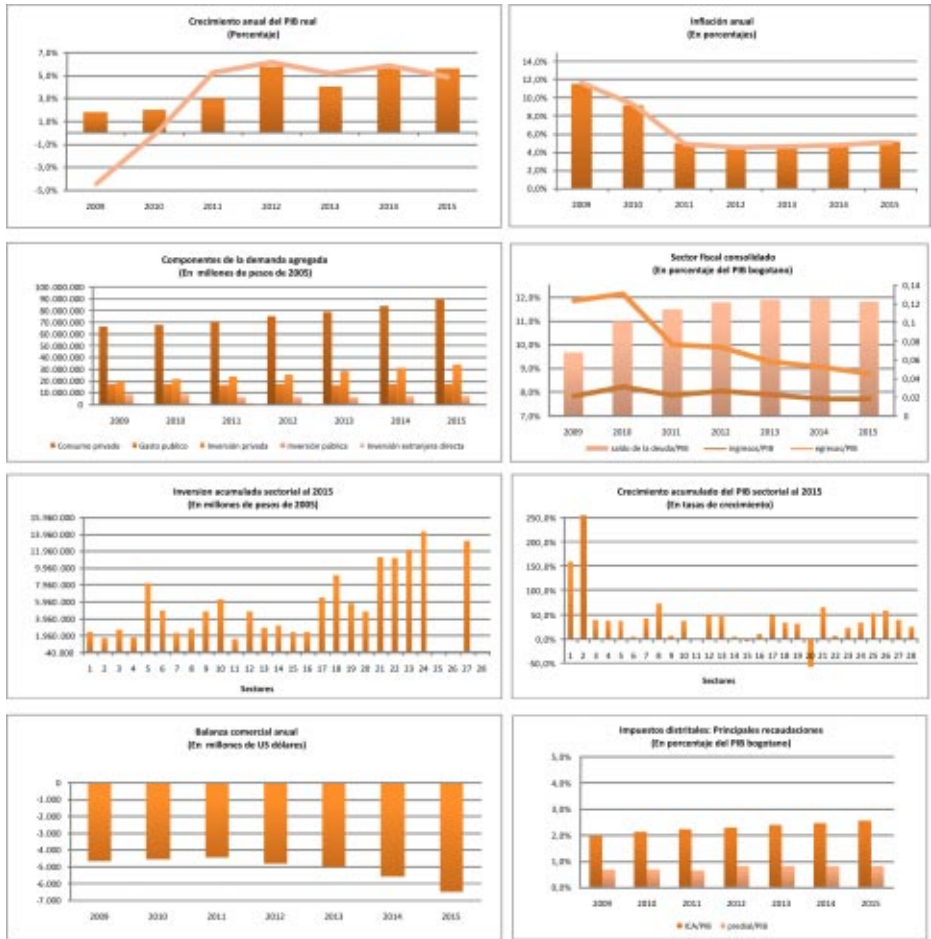 Crecimiento anual del PIB real
(Porcentaje)
7,0%
5,0%
3,0%
1,0%
-1,0%
-3,0%
-5,0%
2009 2010 2011 2012 2013 2014 2015
Inflación anual
(En porcentajes)
14,0%
12,0%
10,0%
8,0%
6,0%
4,0%
2,0%
0,0%
2009 2010 2011 2012 2013 2014 2015
Componentes de la demanda agregada
(En millones de pesos de 2005)
100.000.000
90.000.000
80.000.000
70.000.000
60.000.000
50.000.000
40.000.000
30.000.000
20.000.000
10.000.000
0
2009 2010 2011 2012 2013 2014 2015
Consumo privado Gasto publico Inversión privada Inversión pública Inversión extranjera directa
Sector fiscal consolidado
(En porcentaje del PIB bogotano)
12,0%
11,0%
10,0%
9,0%
8,0%
7,0%
0,14
0,12
0,1
0,08
0,06
0,04
0,02
0
2009 2010 2011 2012 2013 2014 2015
saldo de la deuda/PIB ingresos/PIB egresos/PIB
Inversion acumulada sectorial al 2015
(En millones de pesos de 2005)
15.960.000
13.960.000
11.960.000
9.960.000
7.960.000
5.960.000
3.960.000
1.960.000
-40.000
1 2 3 4 5 6 7 8 9 10 11 12 13 14 15 16 17 18 19 20 21 22 23 24 25 26 27 28
Sectores
Crecimiento acumulado del PIB sectorial al 2015
(En tasas de crecimiento)
250,0%
200,0%
150,0%
100,0%
50,0%
0,0%
-50,0%
1 2 3 4 5 6 7 8 9 10 11 12 13 14 15 16 17 18 19 20 21 22 23 24 25 26 27 28
Sectores
Balanza comercial anual
(En millones de US dólares)
0
-1.000
-2.000
-3.000
-4.000
-5.000
-6.000
-7.000
2009 2010 2011 2012 2013 2014 2015
Impuestos distritales: Principales recaudaciones
(En porcentaje del PIB bogotano)
5,0%
4,0%
3,0%
2,0%
1,0%
0,0%
2009 2010 2011 2012 2013 2014 2015
ICA/PIB predial/PIB